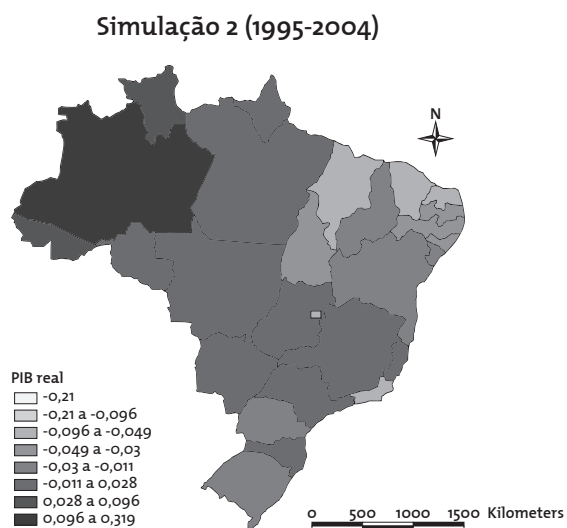 Simulação 2 (1995-2004)
N
PIB real
-0,21
-0,21 a -0,096
-0,096 a -0,049
-0,049 a -0,03
-0,03 a -0,011
-0,011 a 0,028
0,028 a 0,096
0,096 a 0,319
0 500 1000 1500 Kilometers